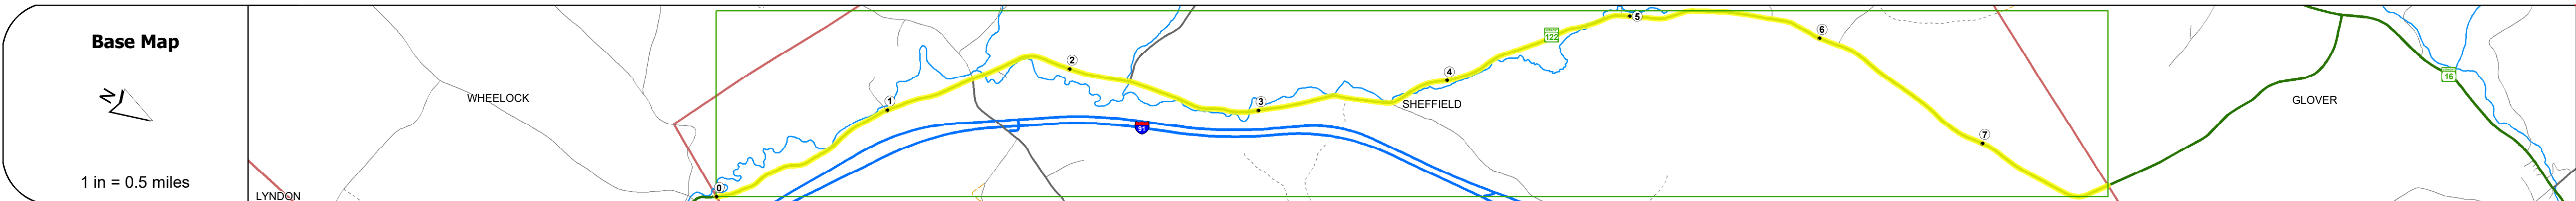 Base Map
N
1 in = 0.5 miles
LYNDON
WHEELOCK
0
1
2
91
3
4
SHEFFIELD
122
5
6
7
GLOVER
16